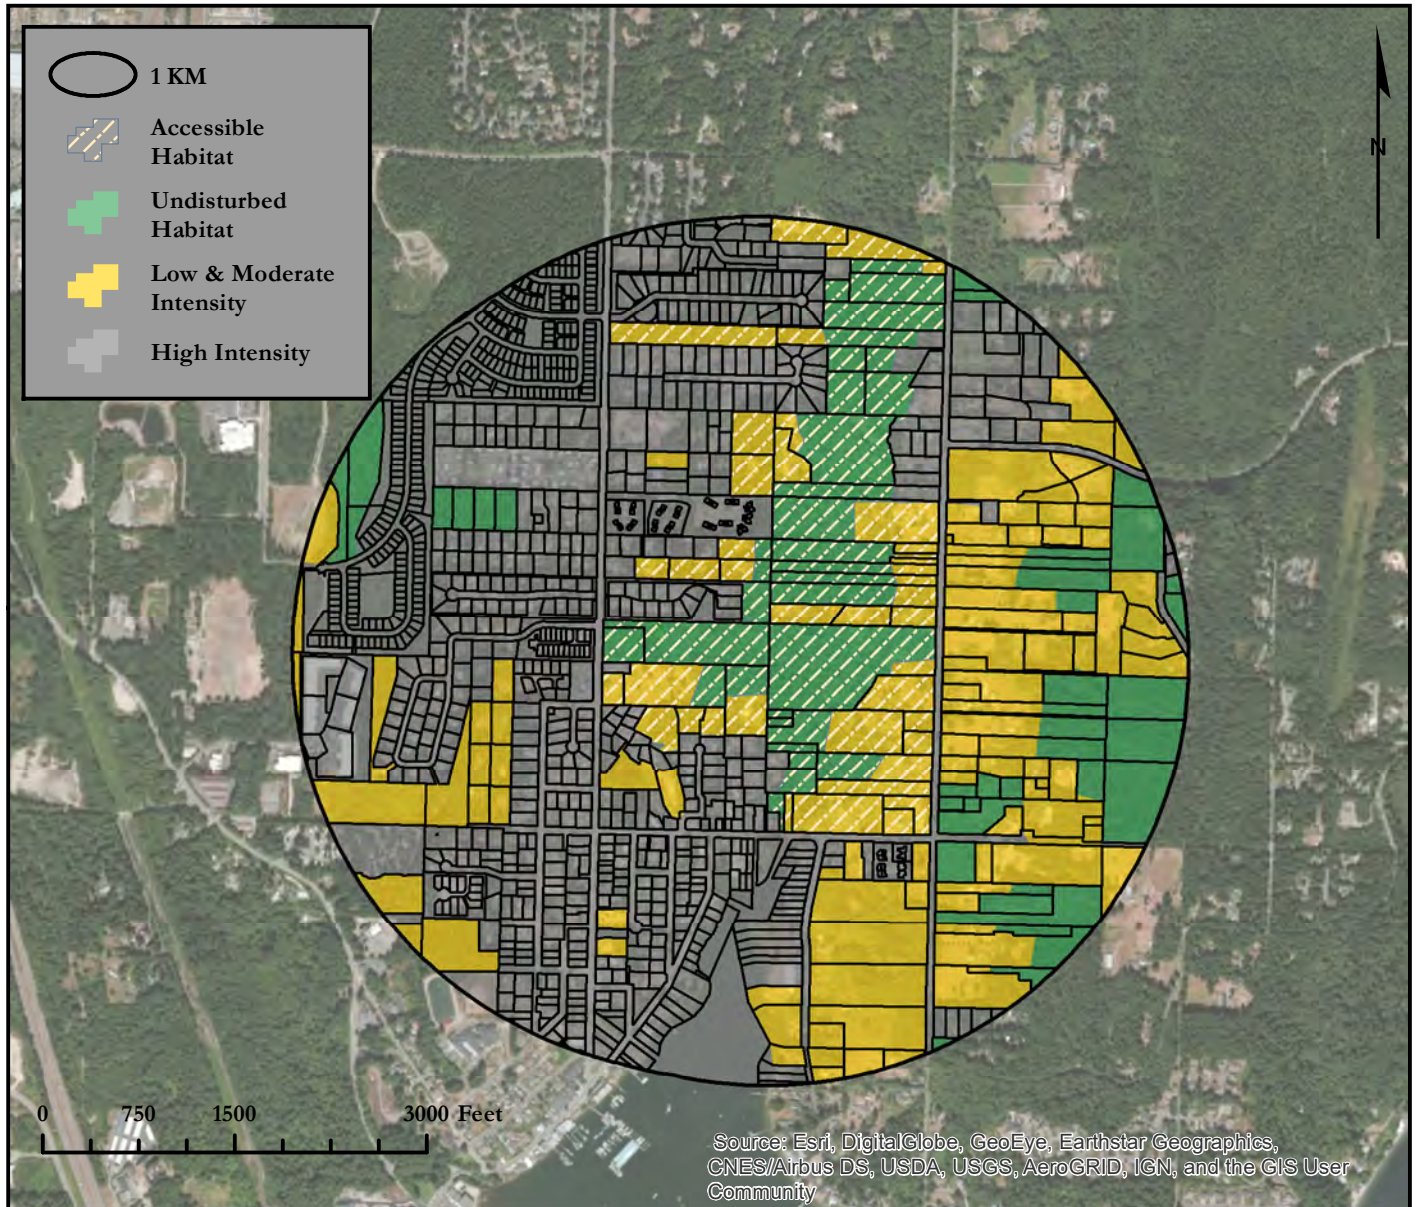 1 KM
Accessible
Habitat
Undisturbed
Habitat
Low & Moderate
Intensity
High Intensity
N
0 750 1500 3000 Feet
Source: Esri, DigitalGlobe, GeoEye, Earthstar Geographics,
CNES/Airbus DS, USDA, USGS, AeroGRID, IGN, and the GIS User
Community